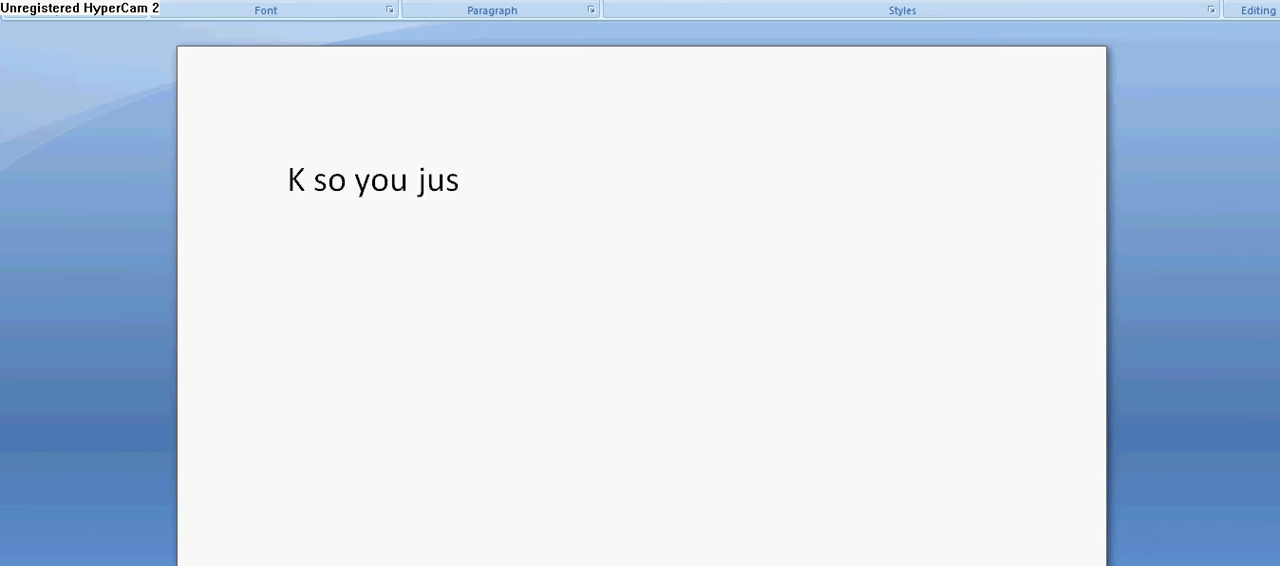 Unregistered HyperCam 2
Font Paragraph Styles Editing
K so you jus